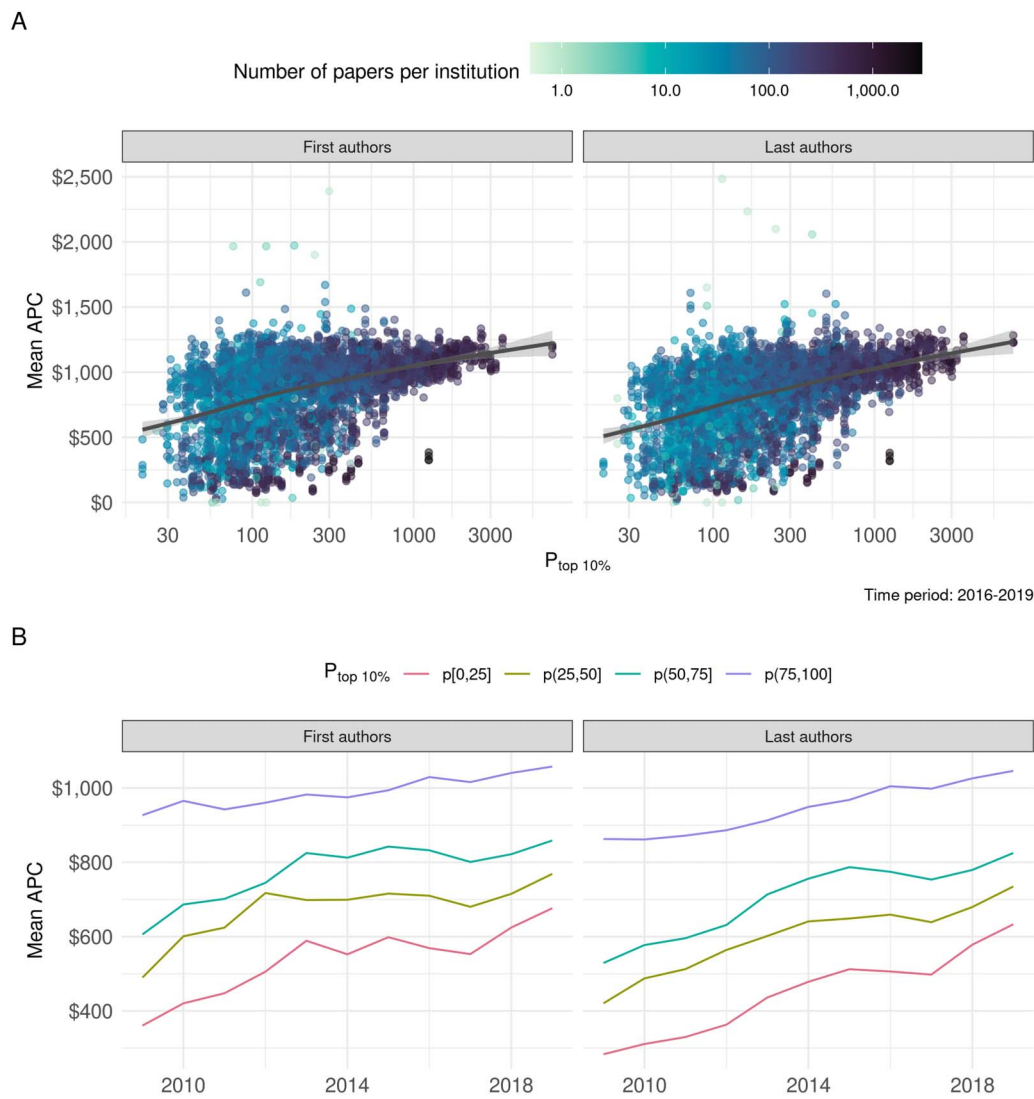 A
Number of papers per institution
1.0 10.0 100.0 1,000.0
First authors Last authors
$2,500
$2,000
$1,500
$1,000
$500
$0
Mean APC
30 100 300 1000 3000 30 100 300 1000 3000
P top 10%
Time period: 2016-2019
B
P top 10% p[0,25] p(25,50] p(50,75] p(75,100]
First authors Last authors
$1,000
$800
$600
$400
Mean APC
2010 2014 2018 2010 2014 2018